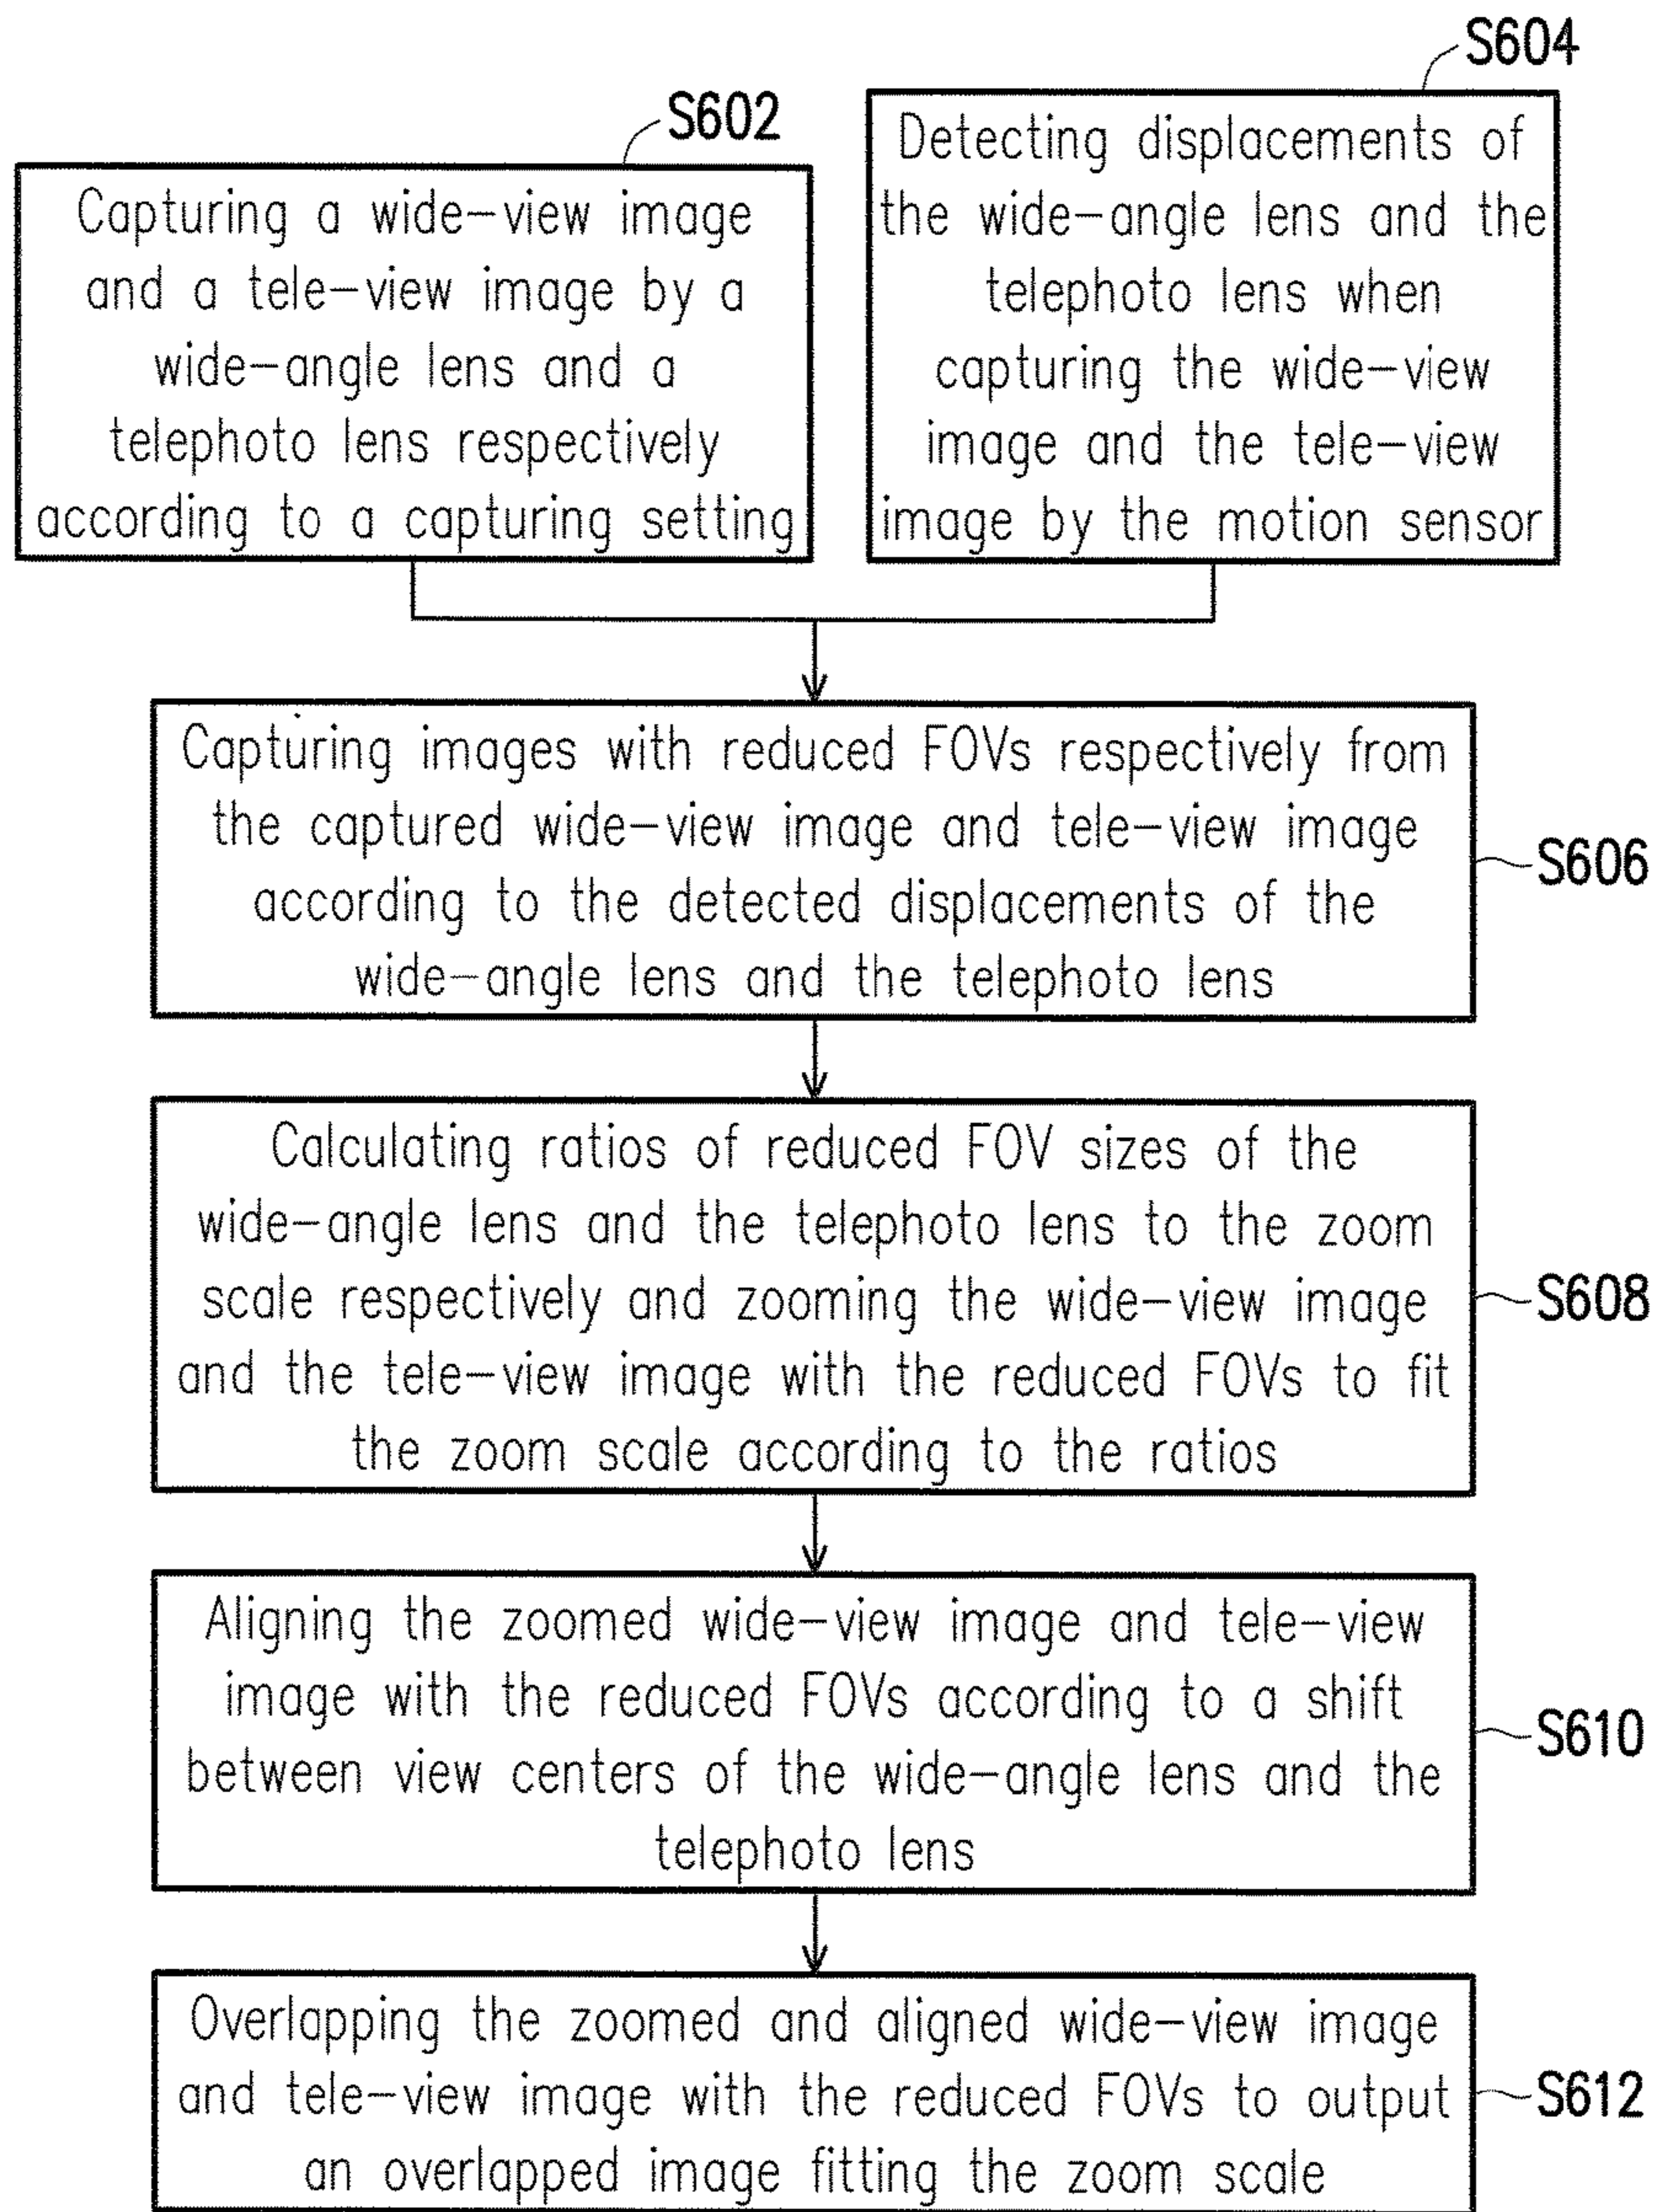 S602
Capturing a wide-view image
and a tele-view image by a
wide-angle lens and a
telephoto lens respectively
according to a capturing setting
S604
Detecting displacements of
the wide-angle lens and the
telephoto lens when
capturing the wide-view
image and the tele-view
image by the motion sensor
Capturing images with reduced FOVs respectively from
the captured wide-view image and tele-view image
according to the detected displacements of the
wide-angle lens and the telephoto lens
S606
Calculating ratios of reduced FOV sizes of the
wide-angle lens and the telephoto lens to the zoom
scale respectively and zooming the wide-view image
and the tele-view image with the reduced FOVs to fit
the zoom scale according to the ratios
S608
Aligning the zoomed wide-view image and tele-view
image with the reduced FOVs according to a shift
between view centers of the wide-angle lens and the
telephoto lens
S610
Overlapping the zoomed and aligned wide-view image
and tele-view image with the reduced FOVs to output
an overlapped image fitting the zoom scale
S612